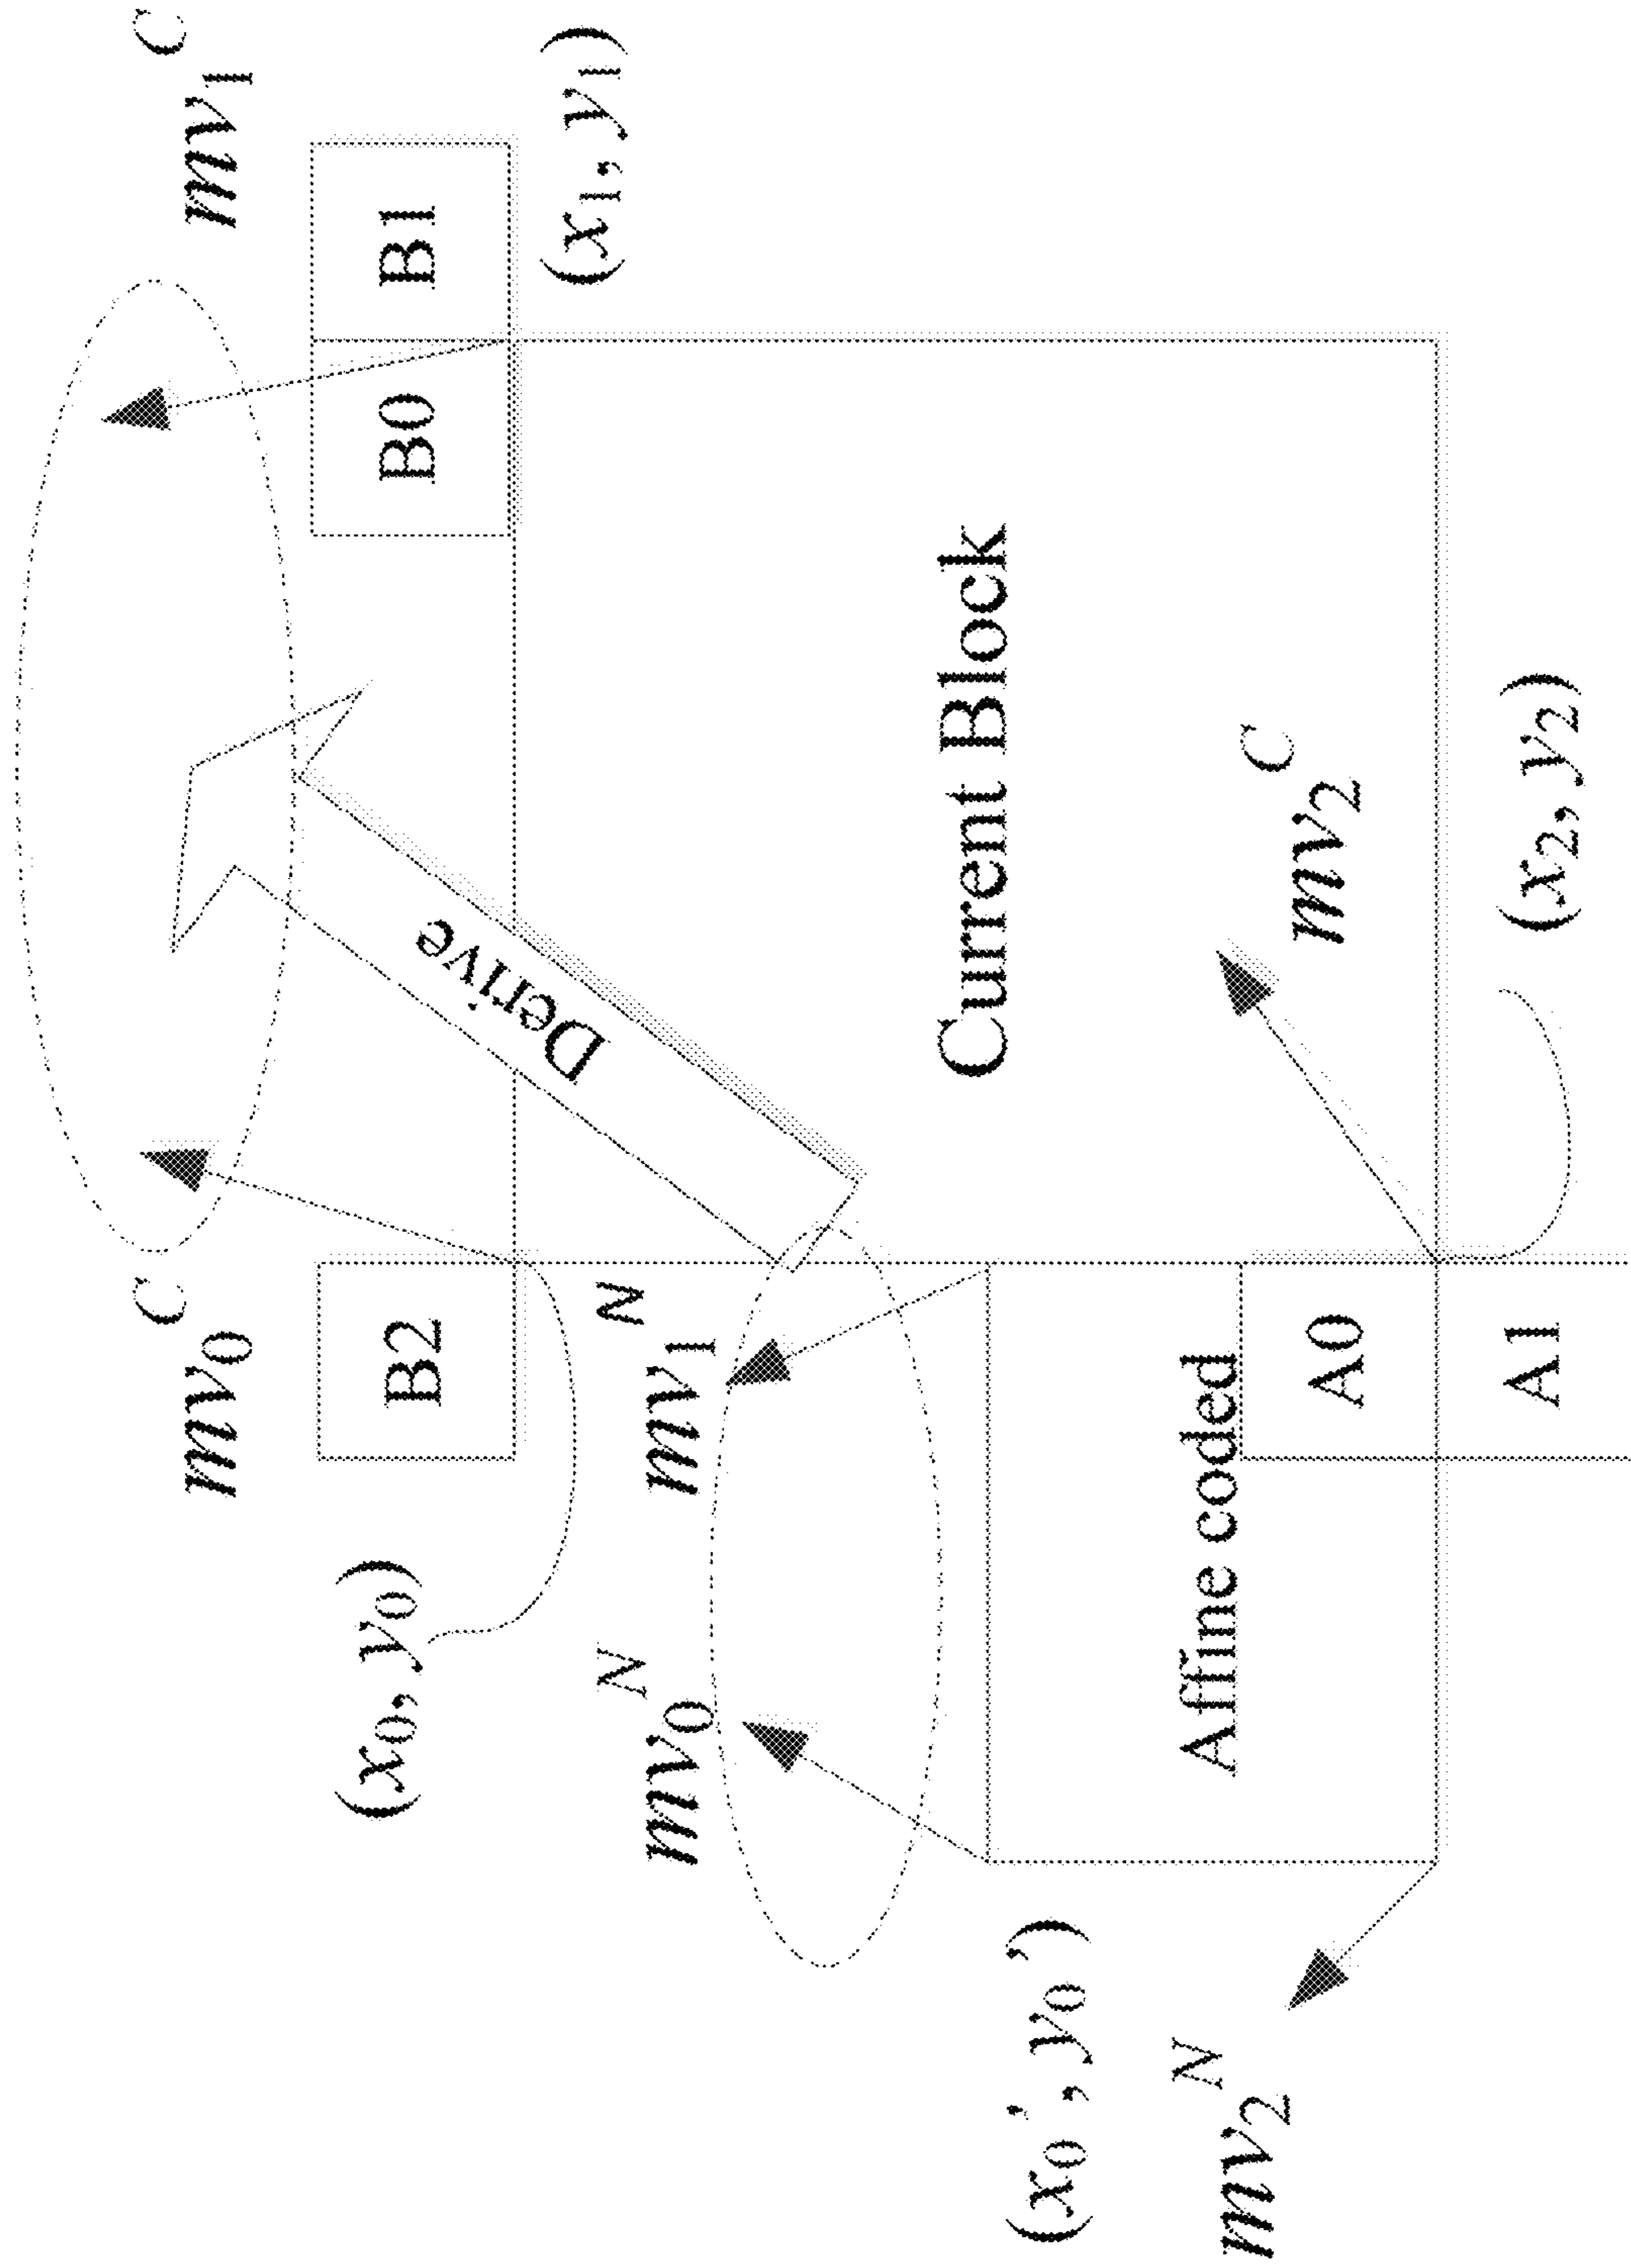 mv₀ᶜ mv₁ᶜ
(x₀, y₀) B2 B0 B1
Derive
(x₁, y₁)
mv₀ᴺ mv₁ᴺ
Current Block
(x₀', y₀')
Affine coded
mv₂ᴺ
A0 mv₂ᶜ
A1 (x₂, y₂)